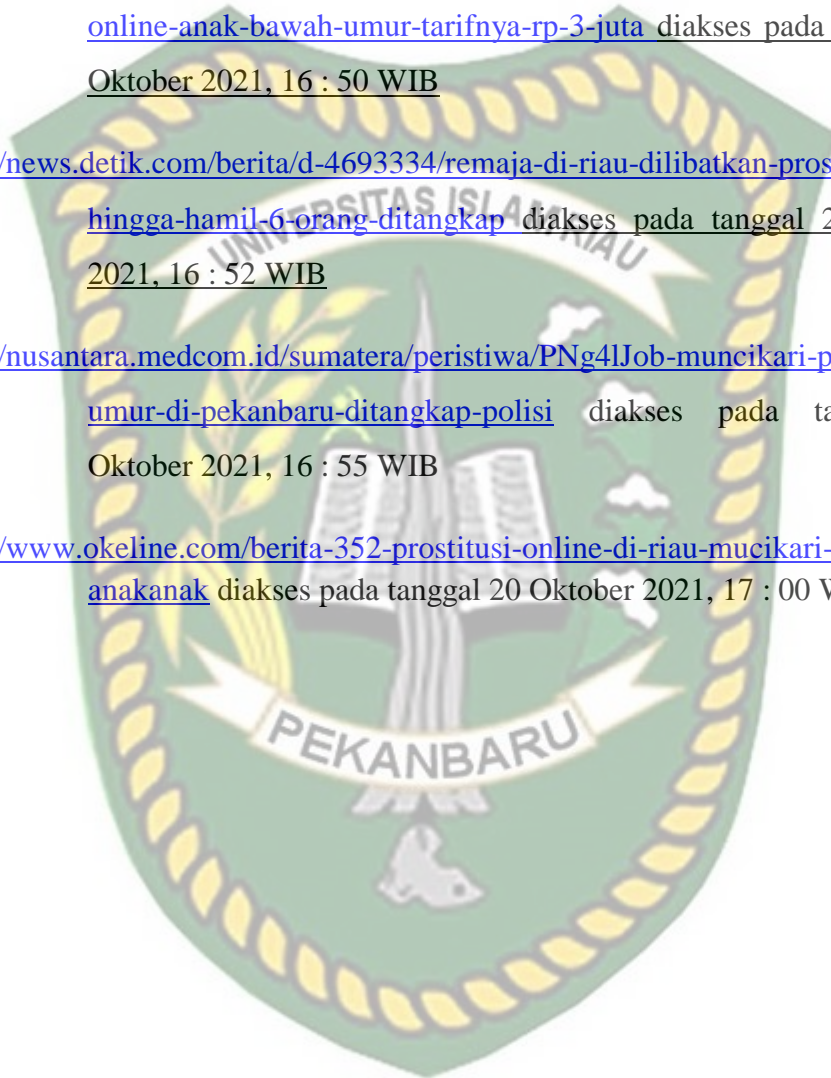 online-anak-bawah-umur-tarifnya-rp-3-juta diakses pada
Oktober 2021, 16 : 50 WIB
/news.detik.com/berita/d-4693334/remaja-di-riau-dilibatkan-pros
hingga-hamil-6-orang-ditangkap diakses pada tanggal 2
2021, 16 : 52 WIB
/nusantara.medcom.id/sumatera/peristiwa/PNg4lJob-muncikari-p
umur-di-pekanbaru-ditangkap-polisi diakses pada ta
Oktober 2021, 16 : 55 WIB
/www.okeline.com/berita-352-prostitusi-online-di-riau-mucikari-
anakanak diakses pada tanggal 20 Oktober 2021, 17 : 00 W
UNIVERSITAS ISLAM RIAU
PEKANBARU